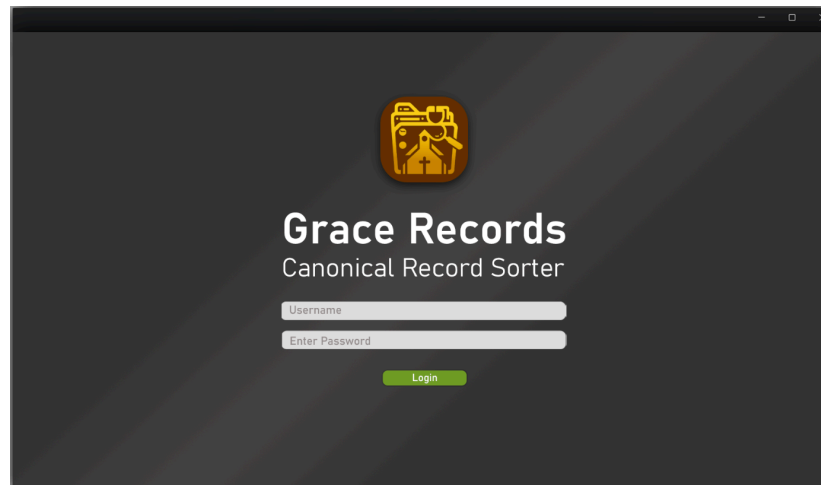 Grace Records
Canonical Record Sorter
Username
Enter Password
Login